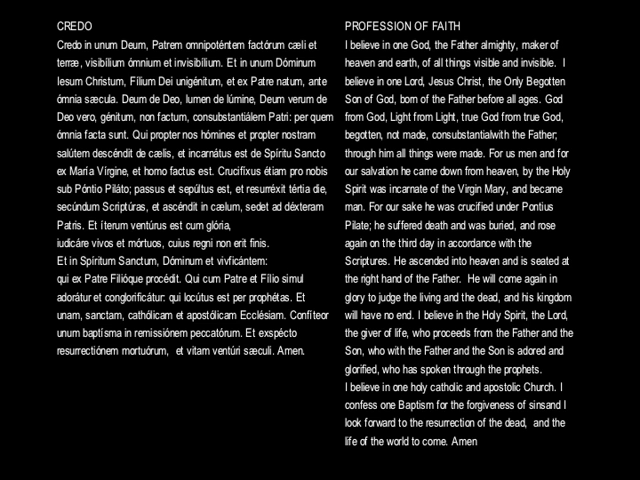 CREDO
Credo in unum Deum, Patrem omnipoténtem factórum cæli et
terræ, visibílium ómnium et invisibílium. Et in unum Dóminum
Iesum Christum, Fílium Dei unigénitum, et ex Patre natum, ante
ómnia sæcula. Deum de Deo, lumen de lúmine, Deum verum de
Deo vero, génitum, non factum, consubstantiálem Patri: per quem
ómnia facta sunt. Qui propter nos hómines et propter nostram
salútem descéndit de cælis, et incarnátus est de Spíritu Sancto
ex María Vírgine, et homo factus est. Crucifíxus étiam pro nobis
sub Póntio Piláto; passus et sepúltus est, et resurréxit tértia die,
secúndum Scriptúras, et ascéndit in cælum, sedet ad déxteram
Patris. Et íterum ventúrus est cum glória,
iudicáre vivos et mórtuos, cuius regni non erit finis.
Et in Spíritum Sanctum, Dóminum et vivficántem:
qui ex Patre Filióque procédit. Qui cum Patre et Fílio simul
adorátur et conglorificátur: qui locútus est per prophétas. Et
unam, sanctam, cathólicam et apostólicam Ecclésiam. Confíteor
unum baptísma in remissiónem peccatórum. Et exspécto
resurrectiónem mortuórum,  et vitam ventúri sæculi. Amen.
PROFESSION OF FAITH
I believe in one God, the Father almighty, maker of
heaven and earth, of all things visible and invisible.  I
believe in one Lord, Jesus Christ, the Only Begotten
Son of God, born of the Father before all ages. God
from God, Light from Light, true God from true God,
begotten, not made, consubstantialwith the Father;
through him all things were made. For us men and for
our salvation he came down from heaven, by the Holy
Spirit was incarnate of the Virgin Mary, and became
man. For our sake he was crucified under Pontius
Pilate; he suffered death and was buried, and rose
again on the third day in accordance with the
Scriptures. He ascended into heaven and is seated at
the right hand of the Father.  He will come again in
glory to judge the living and the dead, and his kingdom
will have no end. I believe in the Holy Spirit, the Lord,
the giver of life, who proceeds from the Father and the
Son, who with the Father and the Son is adored and
glorified, who has spoken through the prophets.
I believe in one holy catholic and apostolic Church. I
confess one Baptism for the forgiveness of sinsand I
look forward to the resurrection of the dead,  and the
life of the world to come. Amen